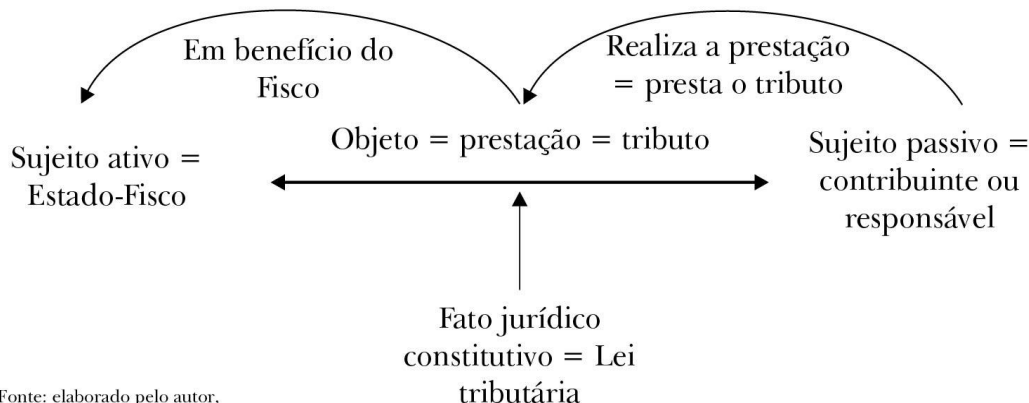 Em benefício do
Fisco
Realiza a prestação
= presta o tributo
Sujeito ativo =
Estado-Fisco
Objeto = prestação = tributo
Sujeito passivo =
contribuinte ou
responsável
Fato jurídico
constitutivo = Lei
tributária
Fonte: elaborado pelo autor,